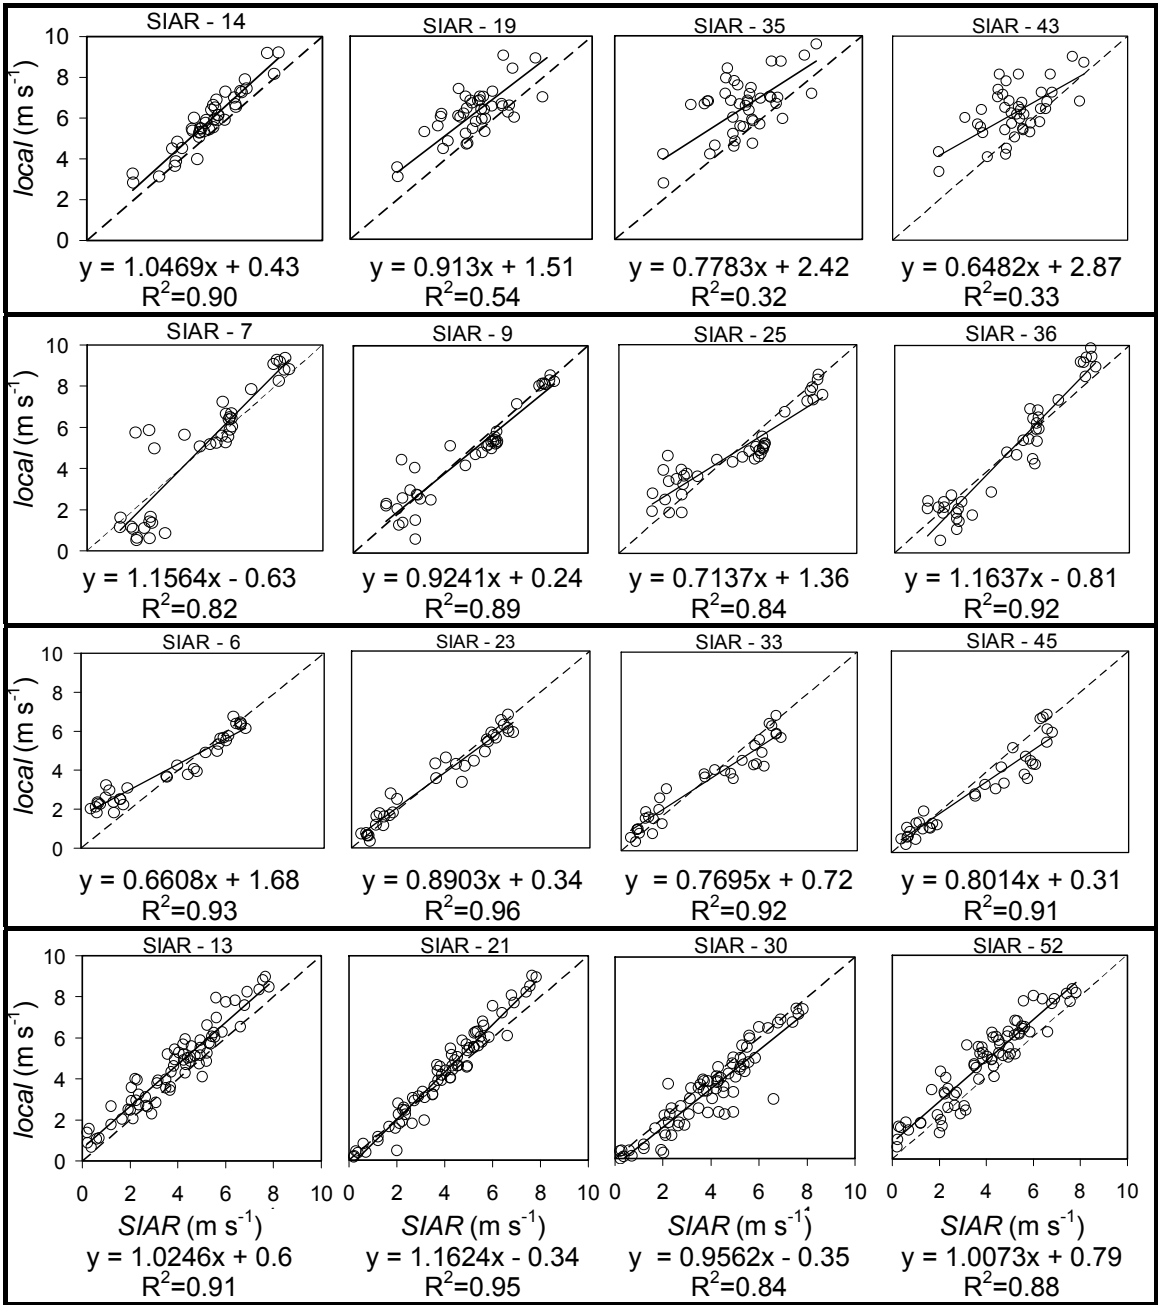 SIAR - 14 SIAR - 19 SIAR - 35 SIAR - 43
10
8
6
4
2
0
local (m s-1)
y = 1.0469x + 0.43 y = 0.913x + 1.51 y = 0.7783x + 2.42 y = 0.6482x + 2.87
R2=0.90 R2=0.54 R2=0.32 R2=0.33
SIAR - 7 SIAR - 9 SIAR - 25 SIAR - 36
10
8
6
4
2
0
local (m s-1)
y = 1.1564x - 0.63 y = 0.9241x + 0.24 y = 0.7137x + 1.36 y = 1.1637x - 0.81
R2=0.82 R2=0.89 R2=0.84 R2=0.92
SIAR - 6 SIAR - 23 SIAR - 33 SIAR - 45
10
8
6
4
2
0
local (m s-1)
y = 0.6608x + 1.68 y = 0.8903x + 0.34 y = 0.7695x + 0.72 y = 0.8014x + 0.31
R2=0.93 R2=0.96 R2=0.92 R2=0.91
SIAR - 13 SIAR - 21 SIAR - 30 SIAR - 52
10
8
6
4
2
0
local (m s-1)
0 2 4 6 8 10 0 2 4 6 8 10 0 2 4 6 8 10 0 2 4 6 8 10
SIAR (m s-1) SIAR (m s-1) SIAR (m s-1) SIAR (m s-1)
y = 1.0246x + 0.6 y = 1.1624x - 0.34 y = 0.9562x - 0.35 y = 1.0073x + 0.79
R2=0.91 R2=0.95 R2=0.84 R2=0.88